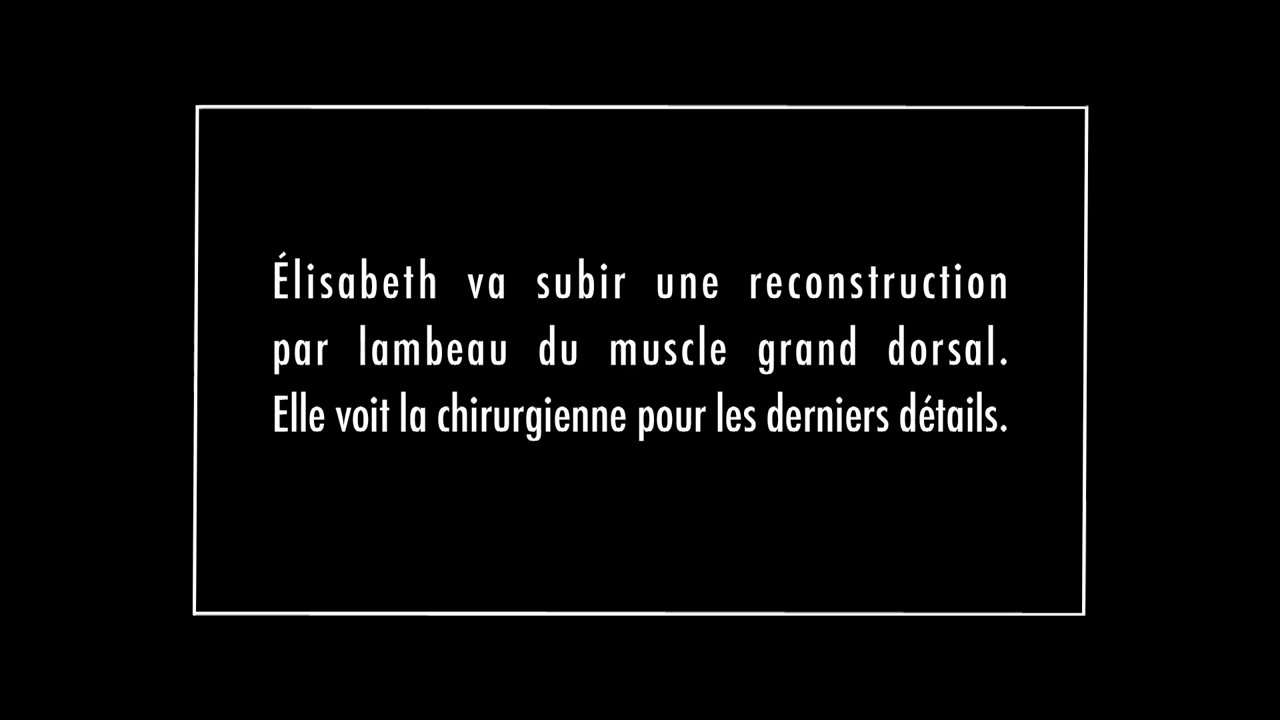 Élisabeth va subir une reconstruction
par lambeau du muscle grand dorsal.
Elle voit la chirurgienne pour les derniers détails.